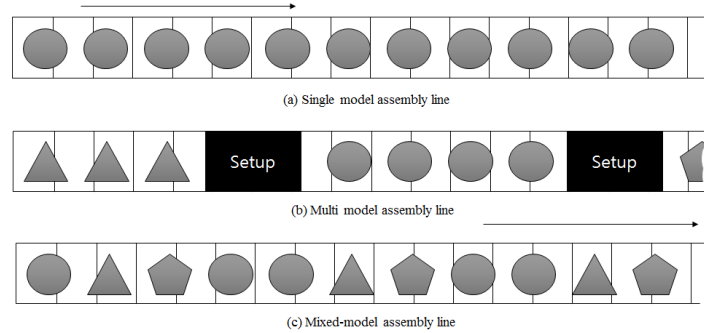 (a) Single model assembly line
Setup
Setup
(b) Multi model assembly line
(c) Mixed-model assembly line